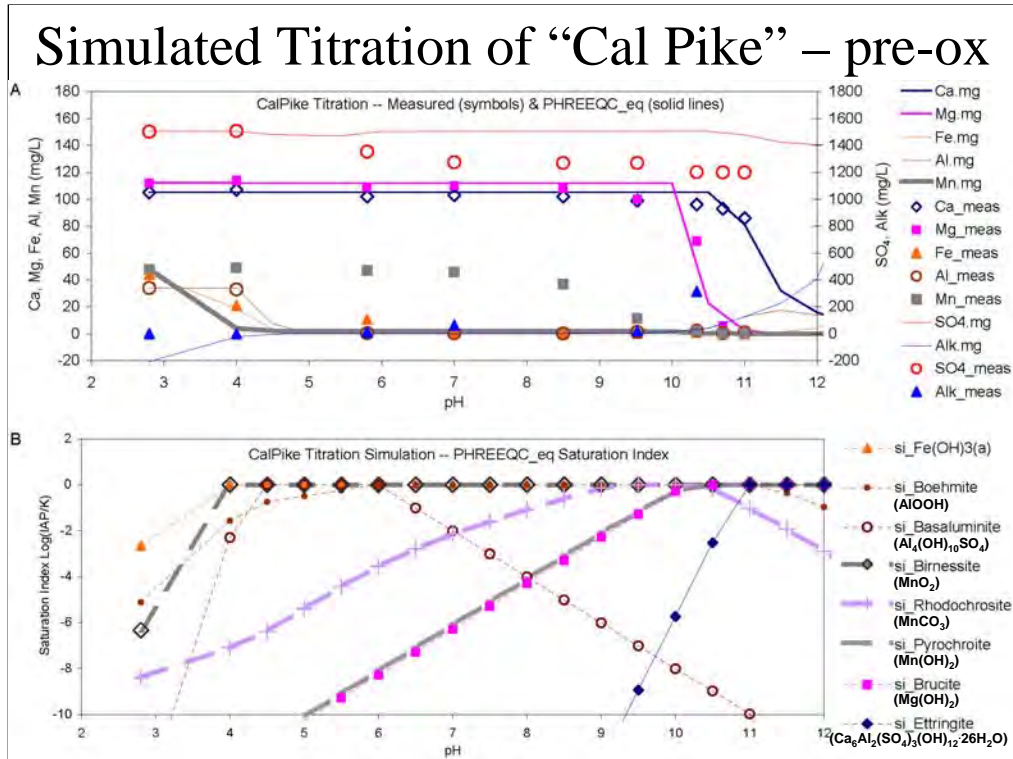 Simulated Titration of “Cal Pike” – pre-ox
A
CalPike Titration -- Measured (symbols) & PHREEQC_eq (solid lines)
Ca, Mg, Fe, Al, Mn (mg/L)
180
160
140
120
100
80
60
40
20
0
-20
2 3 4 5 6 7 8 9 10 11 12
pH
1800
1600
1400
1200
1000
800
600
400
200
0
-200
SO4, Alk (mg/L)
Ca.mg
Mg.mg
Fe.mg
Al.mg
Mn.mg
Ca_meas
Mg_meas
Fe_meas
Al_meas
Mn_meas
SO4.mg
Alk.mg
SO4_meas
Alk_meas
B
CalPike Titration Simulation -- PHREEQC_eq Saturation Index
Saturation Index Log(IAP/K)
2
0
-2
-4
-6
-8
-10
2 3 4 5 6 7 8 9 10 11 12
pH
si_Fe(OH)3(a)
si_Boehmite
(AlOOH)
si_Basaluminite
(Al4(OH)10SO4)
*si_Birnessite
(MnO2)
*si_Rhodochrosite
(MnCO3)
*si_Pyrochroite
(Mn(OH)2)
si_Brucite
(Mg(OH)2)
si_Ettringite
(Ca6Al2(SO4)3(OH)12·26H2O)